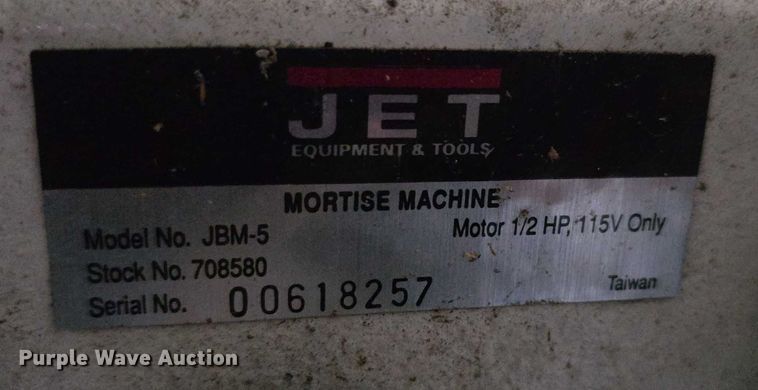 JET
EQUIPMENT & TOOLS
MORTISE MACHINE
Model No. JBM-5 Motor 1/2 HP, 115V Only
Stock No. 708580
Serial No. 00618257 Taiwan
Purple Wave Auction